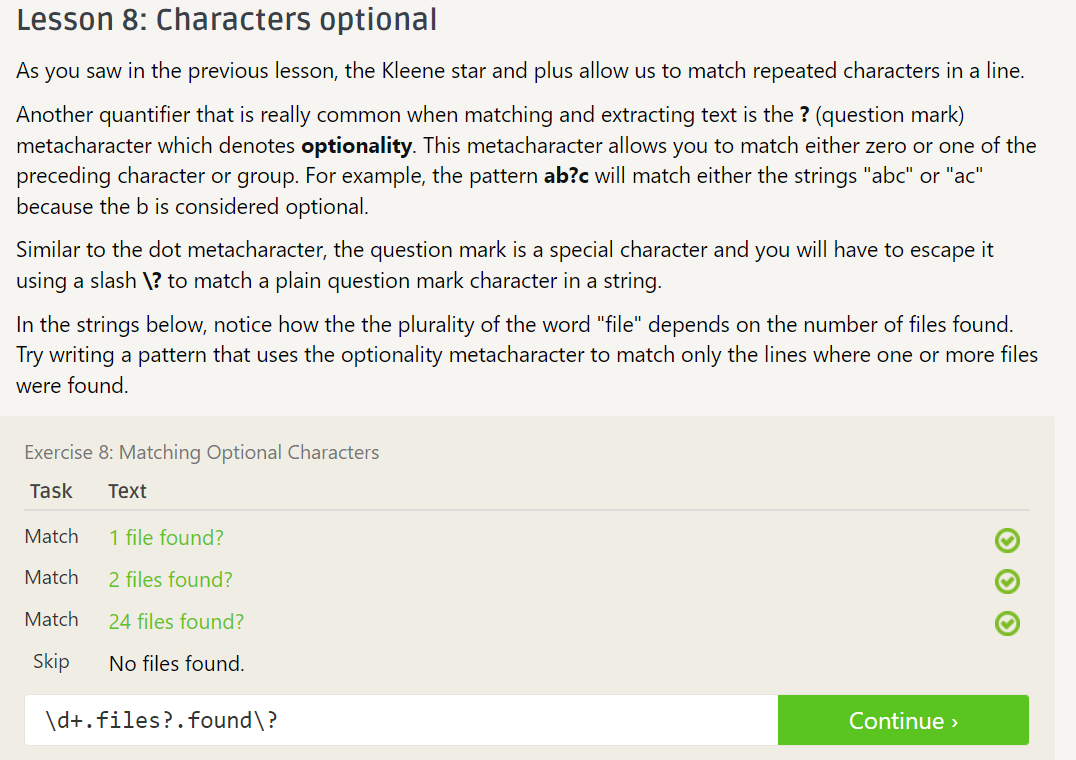 Lesson 8: Characters optional
As you saw in the previous lesson, the Kleene star and plus allow us to match repeated characters in a line.
Another quantifier that is really common when matching and extracting text is the ? (question mark)
metacharacter which denotes optionality. This metacharacter allows you to match either zero or one of the
preceding character or group. For example, the pattern ab?c will match either the strings "abc" or "ac"
because the b is considered optional.
Similar to the dot metacharacter, the question mark is a special character and you will have to escape it
using a slash \? to match a plain question mark character in a string.
In the strings below, notice how the the plurality of the word "file" depends on the number of files found.
Try writing a pattern that uses the optionality metacharacter to match only the lines where one or more files
were found.
Exercise 8: Matching Optional Characters
Task Text
Match 1 file found?
Match 2 files found?
Match 24 files found?
Skip No files found.
\d+.files?.found\? Continue ›